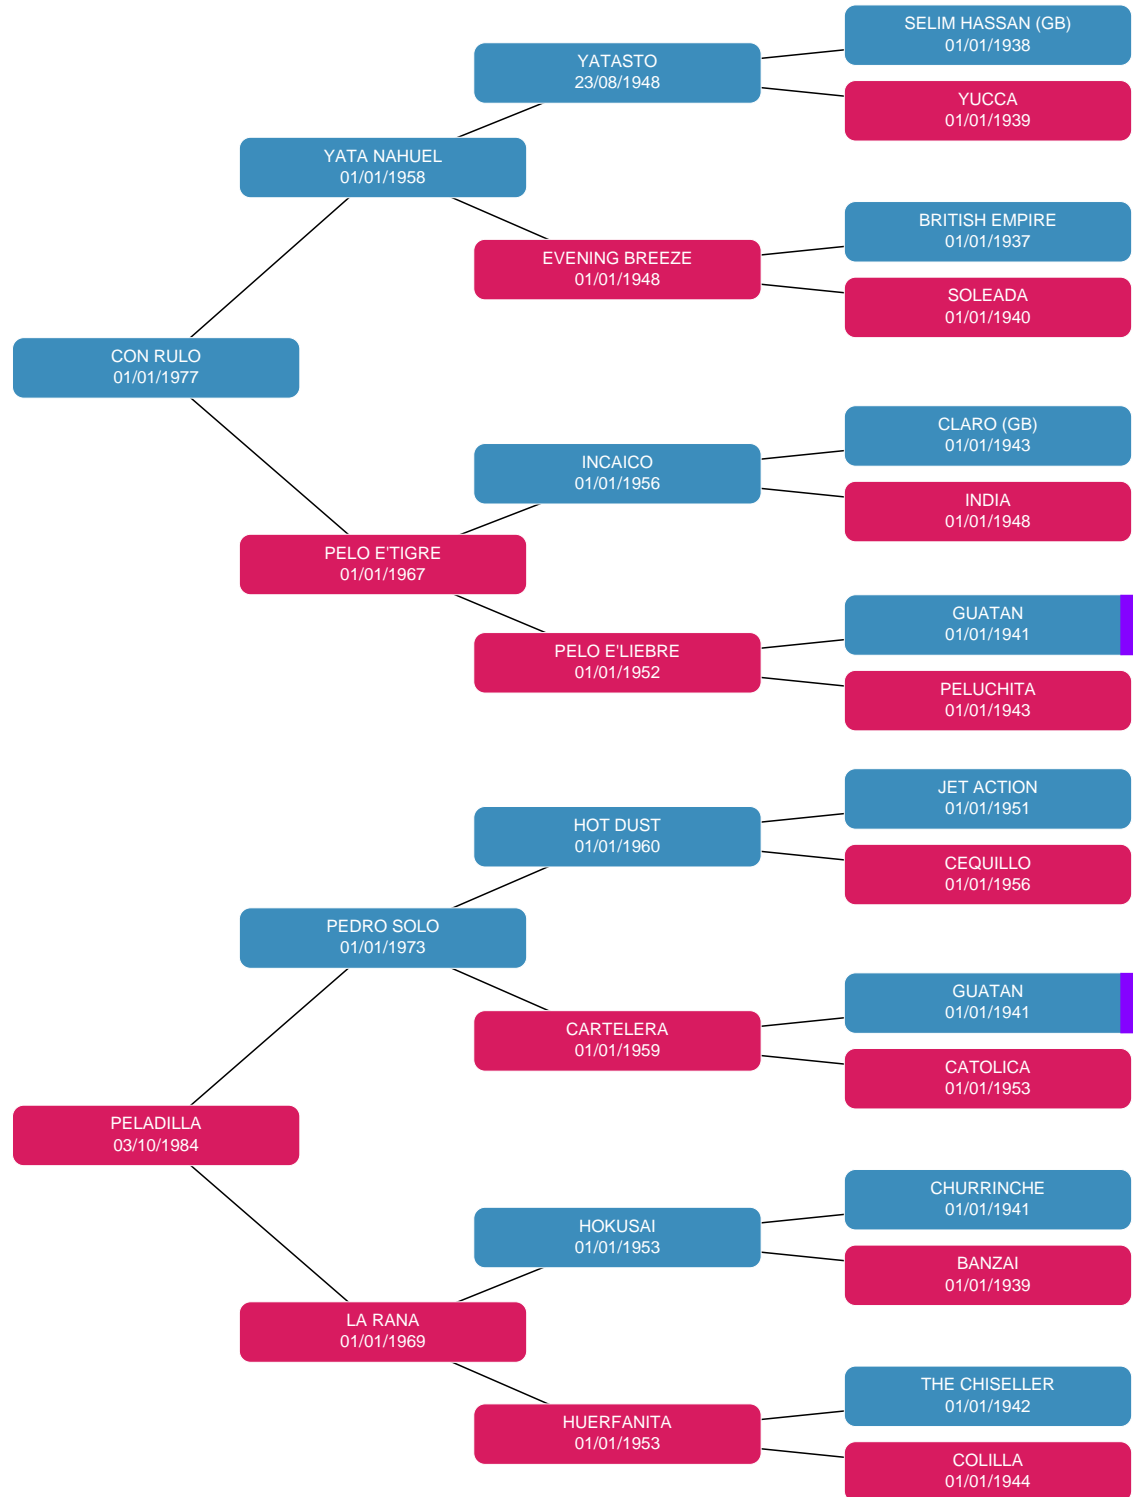 SELIM HASSAN (GB)
01/01/1938
YATASTO
23/08/1948
YUCCA
01/01/1939
YATA NAHUEL
01/01/1958
BRITISH EMPIRE
01/01/1937
EVENING BREEZE
01/01/1948
SOLEADA
01/01/1940
CON RULO
01/01/1977
CLARO (GB)
01/01/1943
INCAICO
01/01/1956
INDIA
01/01/1948
PELO E'TIGRE
01/01/1967
GUATAN
01/01/1941
PELO E'LIEBRE
01/01/1952
PELUCHITA
01/01/1943
JET ACTION
01/01/1951
HOT DUST
01/01/1960
CEQUILLO
01/01/1956
PEDRO SOLO
01/01/1973
GUATAN
01/01/1941
CARTELERA
01/01/1959
CATOLICA
01/01/1953
PELADILLA
03/10/1984
CHURRINCHE
01/01/1941
HOKUSAI
01/01/1953
BANZAI
01/01/1939
LA RANA
01/01/1969
THE CHISELLER
01/01/1942
HUERFANITA
01/01/1953
COLILLA
01/01/1944